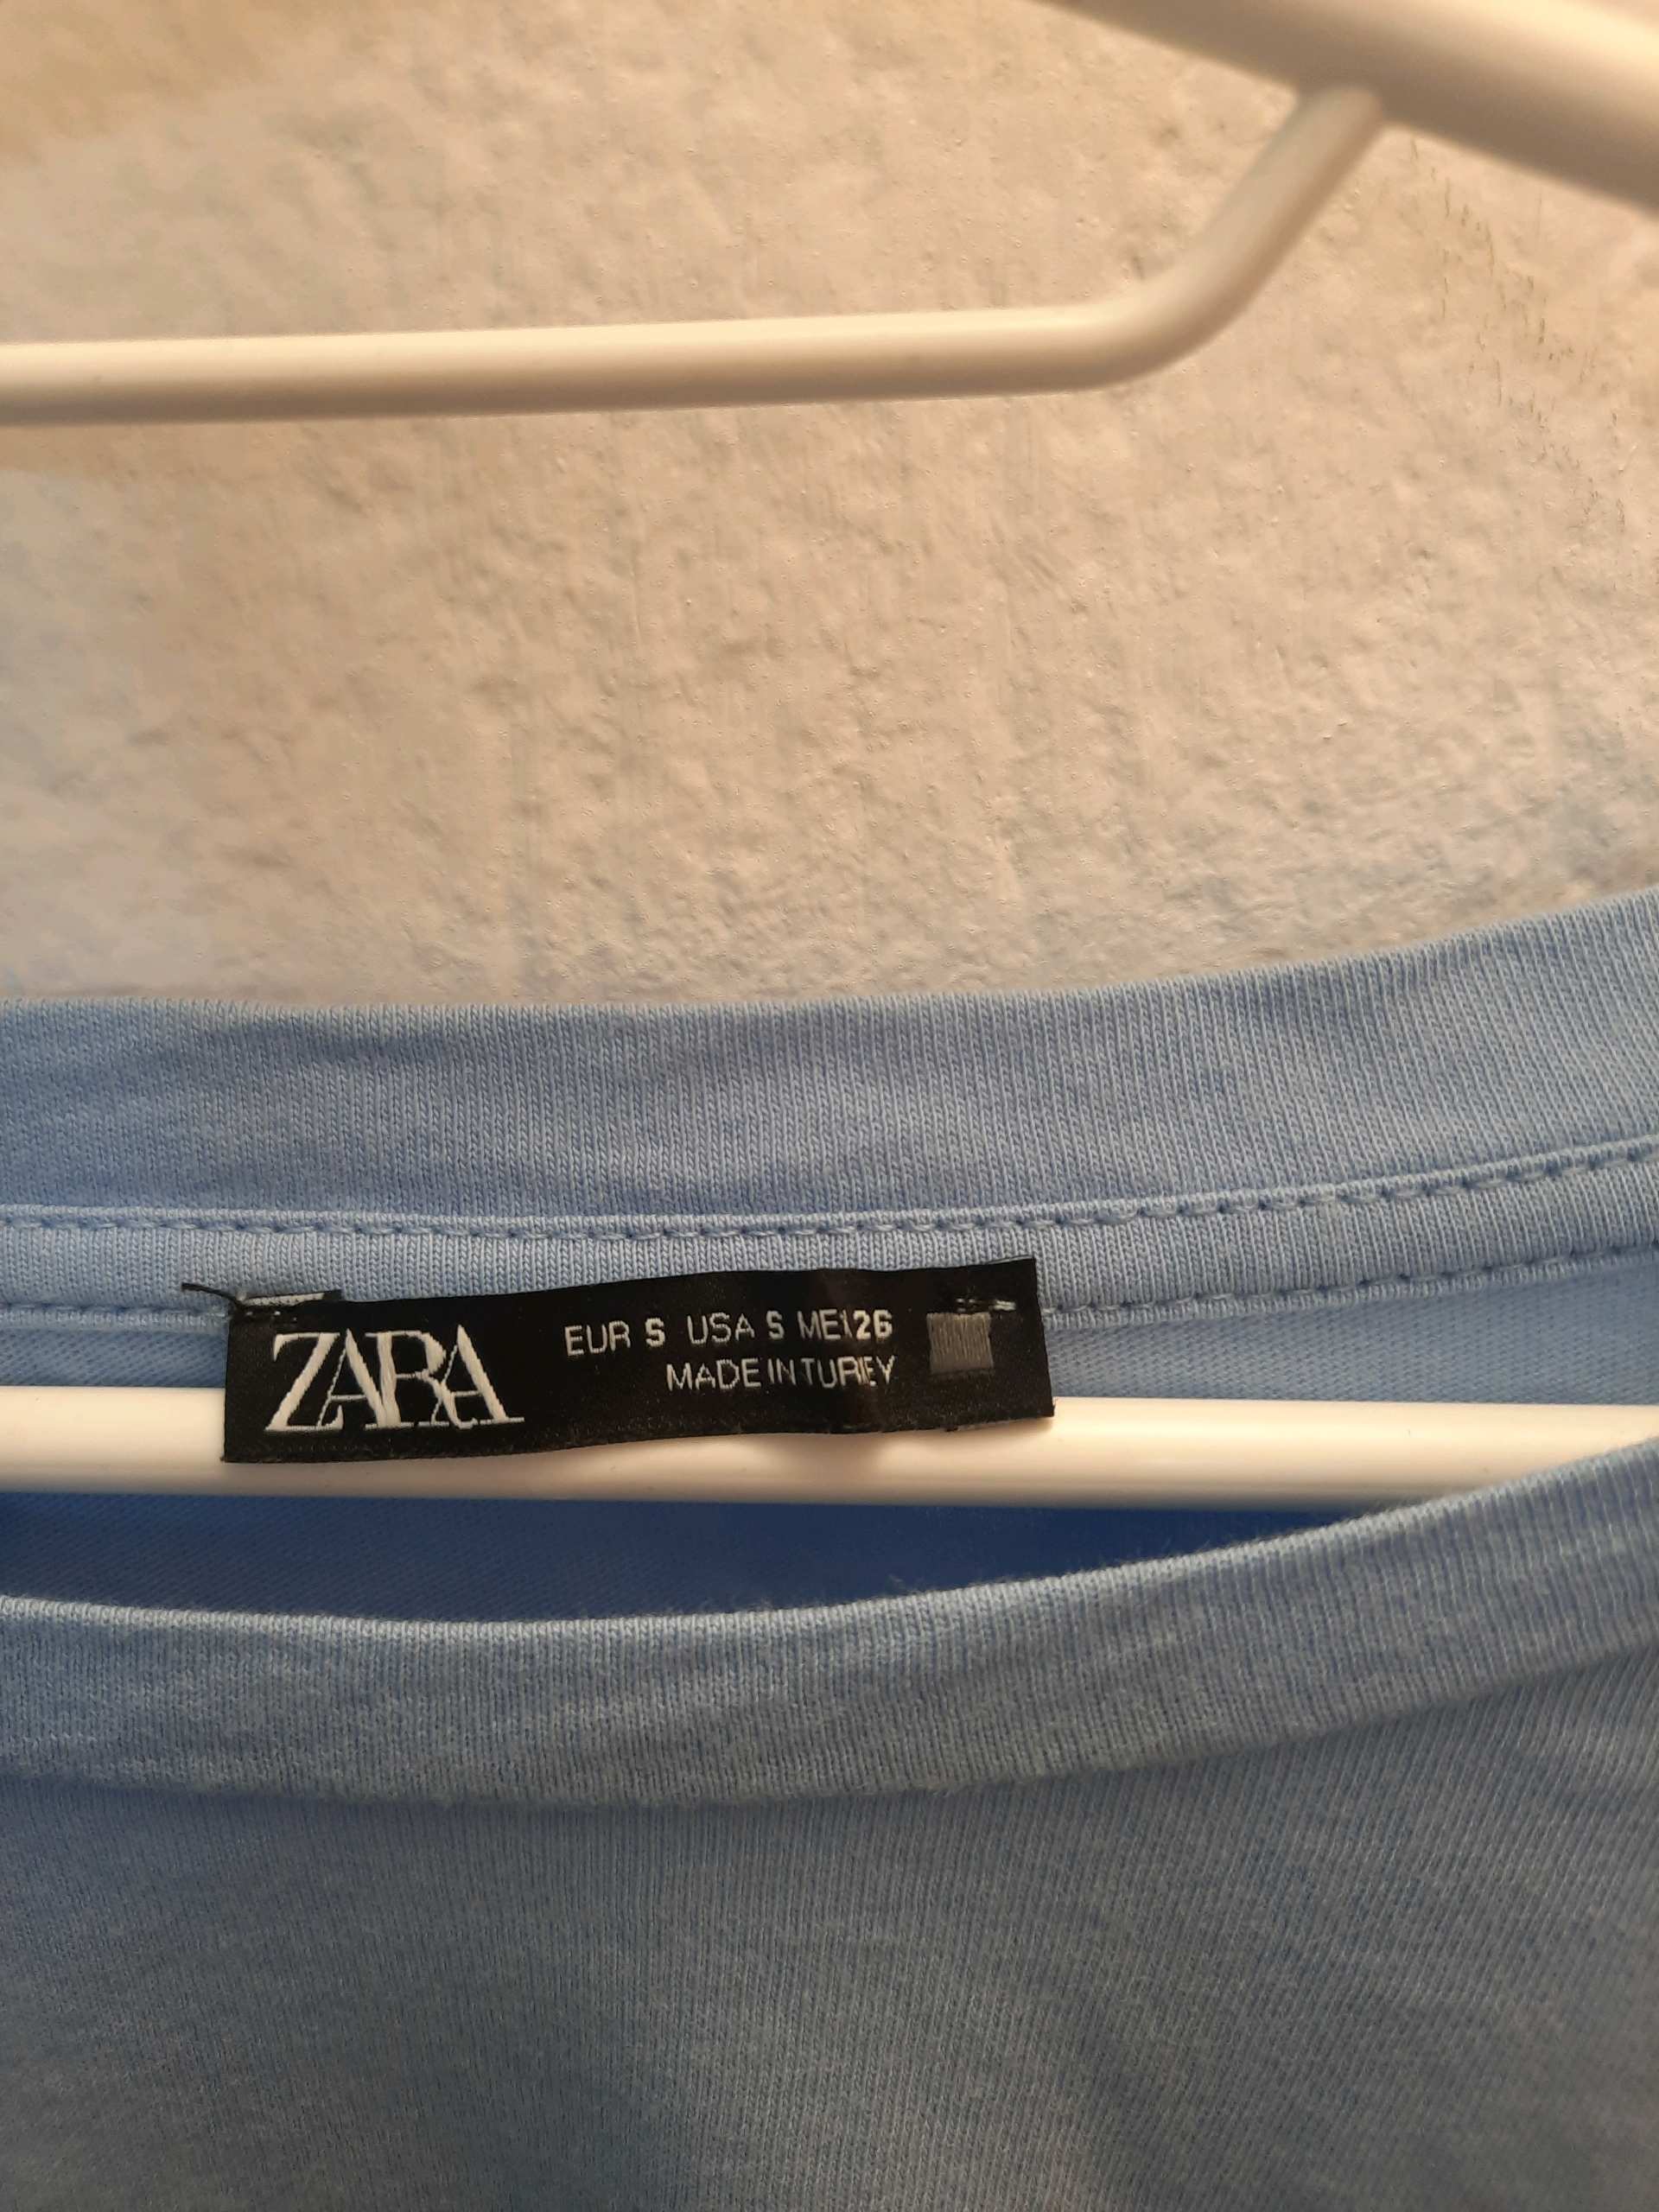 ZARA
EUR S USA S MEX 26
MADE IN TURKEY